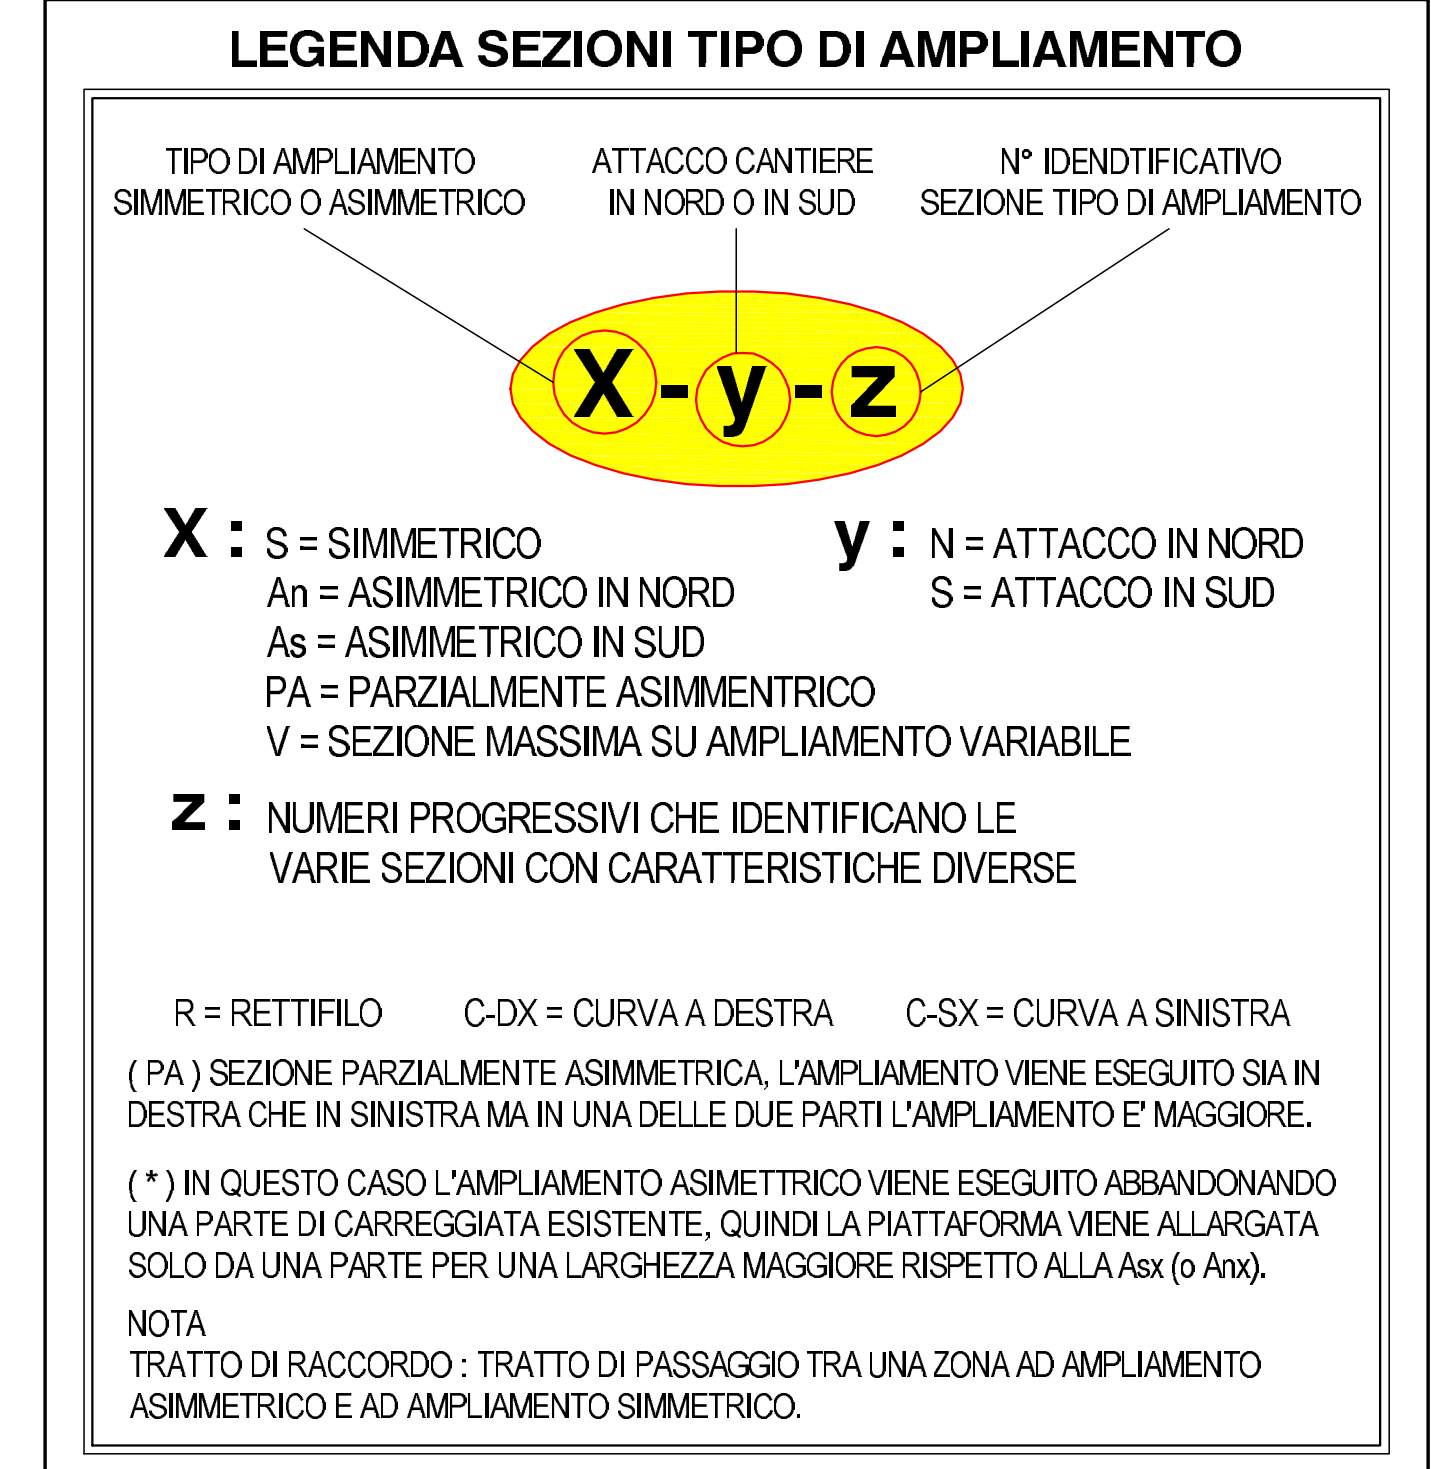 LEGENDA SEZIONI TIPO DI AMPLIAMENTO
TIPO DI AMPLIAMENTO
SIMMETRICO O ASIMMETRICO
ATTACCO CANTIERE
IN NORD O IN SUD
N° IDENDTIFICATIVO
SEZIONE TIPO DI AMPLIAMENTO
X-y-z
X : S = SIMMETRICO
An = ASIMMETRICO IN NORD
As = ASIMMETRICO IN SUD
PA = PARZIALMENTE ASIMMENTRICO
V = SEZIONE MASSIMA SU AMPLIAMENTO VARIABILE
y : N = ATTACCO IN NORD
S = ATTACCO IN SUD
z : NUMERI PROGRESSIVI CHE IDENTIFICANO LE
VARIE SEZIONI CON CARATTERISTICHE DIVERSE
R = RETTIFILO C-DX = CURVA A DESTRA C-SX = CURVA A SINISTRA
( PA ) SEZIONE PARZIALMENTE ASIMMETRICA, L'AMPLIAMENTO VIENE ESEGUITO SIA IN
DESTRA CHE IN SINISTRA MA IN UNA DELLE DUE PARTI L'AMPLIAMENTO E' MAGGIORE.
( * ) IN QUESTO CASO L'AMPLIAMENTO ASIMETTRICO VIENE ESEGUITO ABBANDONANDO
UNA PARTE DI CARREGGIATA ESISTENTE, QUINDI LA PIATTAFORMA VIENE ALLARGATA
SOLO DA UNA PARTE PER UNA LARGHEZZA MAGGIORE RISPETTO ALLA Asx (o Anx).
NOTA
TRATTO DI RACCORDO : TRATTO DI PASSAGGIO TRA UNA ZONA AD AMPLIAMENTO
ASIMMETRICO E AD AMPLIAMENTO SIMMETRICO.